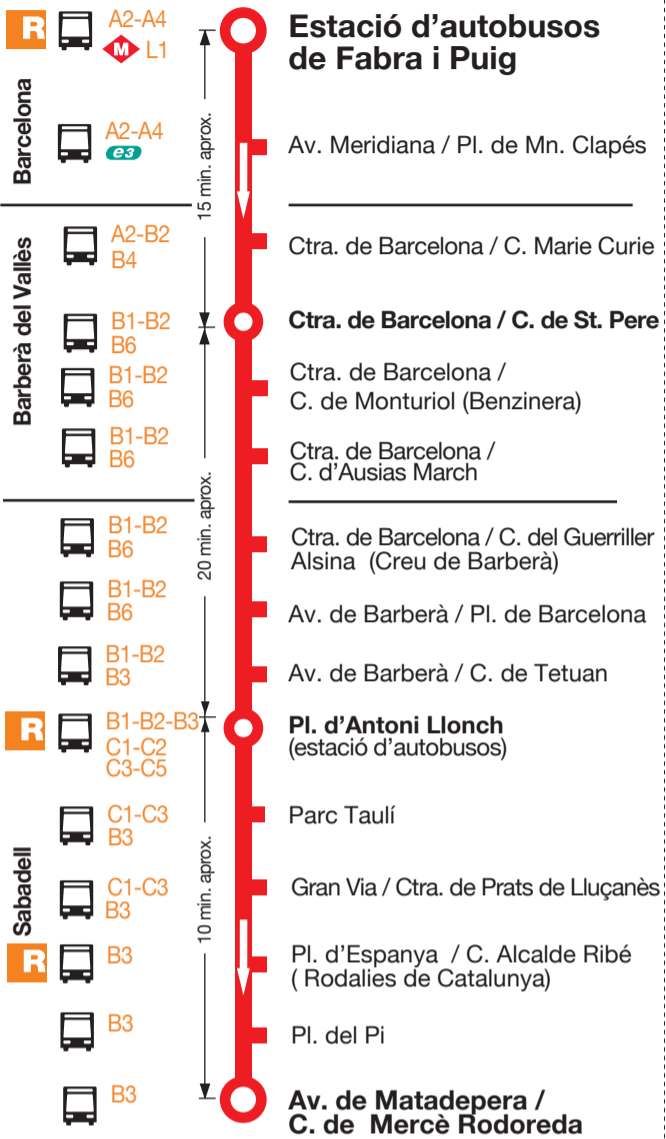 R
A2-A4
M L1
Estació d'autobusos
de Fabra i Puig
Barcelona
15 min. aprox.
A2-A4
e3
Av. Meridiana / Pl. de Mn. Clapés
Barberà del Vallès
A2-B2
B4
Ctra. de Barcelona / C. Marie Curie
B1-B2
B6
Ctra. de Barcelona / C. de St. Pere
B1-B2
B6
Ctra. de Barcelona /
C. de Monturiol (Benzinera)
B1-B2
B6
Ctra. de Barcelona /
C. d'Ausias March
20 min. aprox.
B1-B2
B6
Ctra. de Barcelona / C. del Guerriller
Alsina (Creu de Barberà)
B1-B2
B6
Av. de Barberà / Pl. de Barcelona
B1-B2
B3
Av. de Barberà / C. de Tetuan
R
B1-B2-B3
C1-C2
C3-C5
Pl. d'Antoni Llonch
(estació d'autobusos)
Sabadell
C1-C3
B3
Parc Taulí
10 min. aprox.
C1-C3
B3
Gran Via / Ctra. de Prats de Lluçanès
R
B3
Pl. d'Espanya / C. Alcalde Ribé
( Rodalies de Catalunya)
B3
Pl. del Pi
B3
Av. de Matadepera /
C. de Mercè Rodoreda